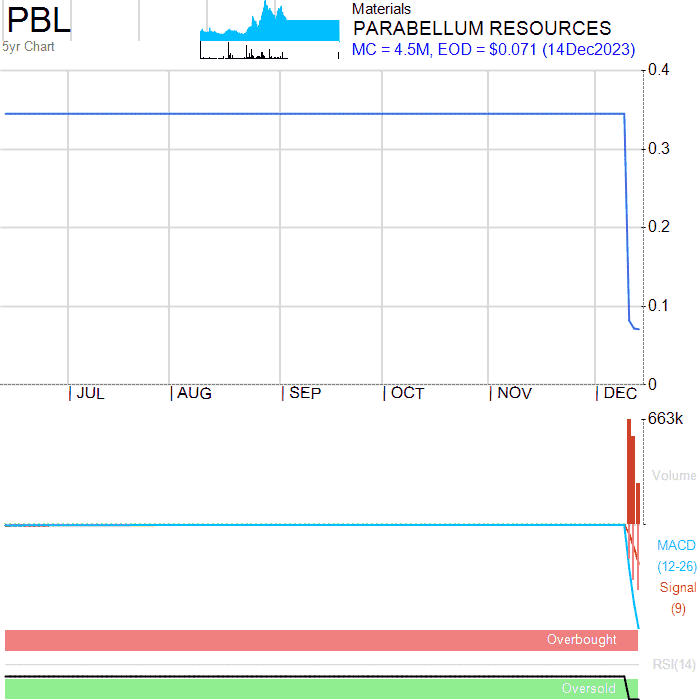 PBL
5yr Chart
Materials
PARABELLUM RESOURCES
MC = 4.5M, EOD = $0.071 (14Dec2023)
0.4
0.3
0.2
0.1
0
JUL AUG SEP OCT NOV DEC
663k
Volume
MACD
(12-26)
Signal
(9)
Overbought
RSI(14)
Oversold